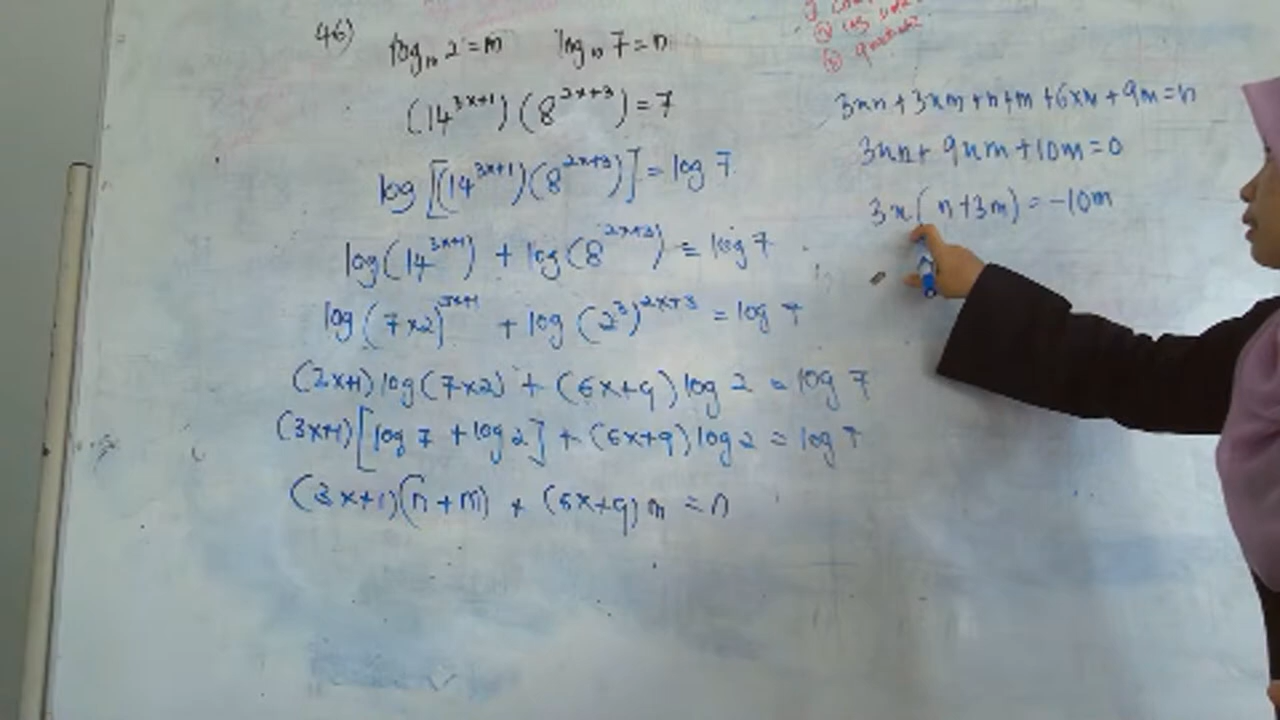 46) log₁₀ 2 = m log₁₀ 7 = n
(14^(3x+1)) (8^(2x+3)) = 7
log [(14^(3x+1))(8^(2x+3))] = log 7
log (14^(3x+1)) + log (8^(2x+3)) = log 7
log (7x2)^(3x+1) + log (2^3)^(2x+3) = log 7
(3x+1) log (7x2) + (6x+9) log 2 = log 7
(3x+1) [log 7 + log 2] + (6x+9) log 2 = log 7
(3x+1)(n+m) + (6x+9) m = n
3xn + 3xm + n + m + 6xm + 9m = n
3xn + 9xm + 10m = 0
3x (n+3m) = -10m